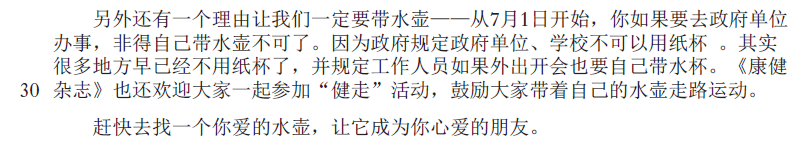 另外还有一个理由让我们一定要带水壶——从7月1日开始，你如果要去政府单位
办事，非得自己带水壶不可了。因为政府规定政府单位、学校不可以用纸杯 。其实
很多地方早已经不用纸杯了，并规定工作人员如果外出开会也要自己带水杯。《康健
30 杂志》也还欢迎大家一起参加“健走”活动，鼓励大家带着自己的水壶走路运动。
赶快去找一个你爱的水壶，让它成为你心爱的朋友。